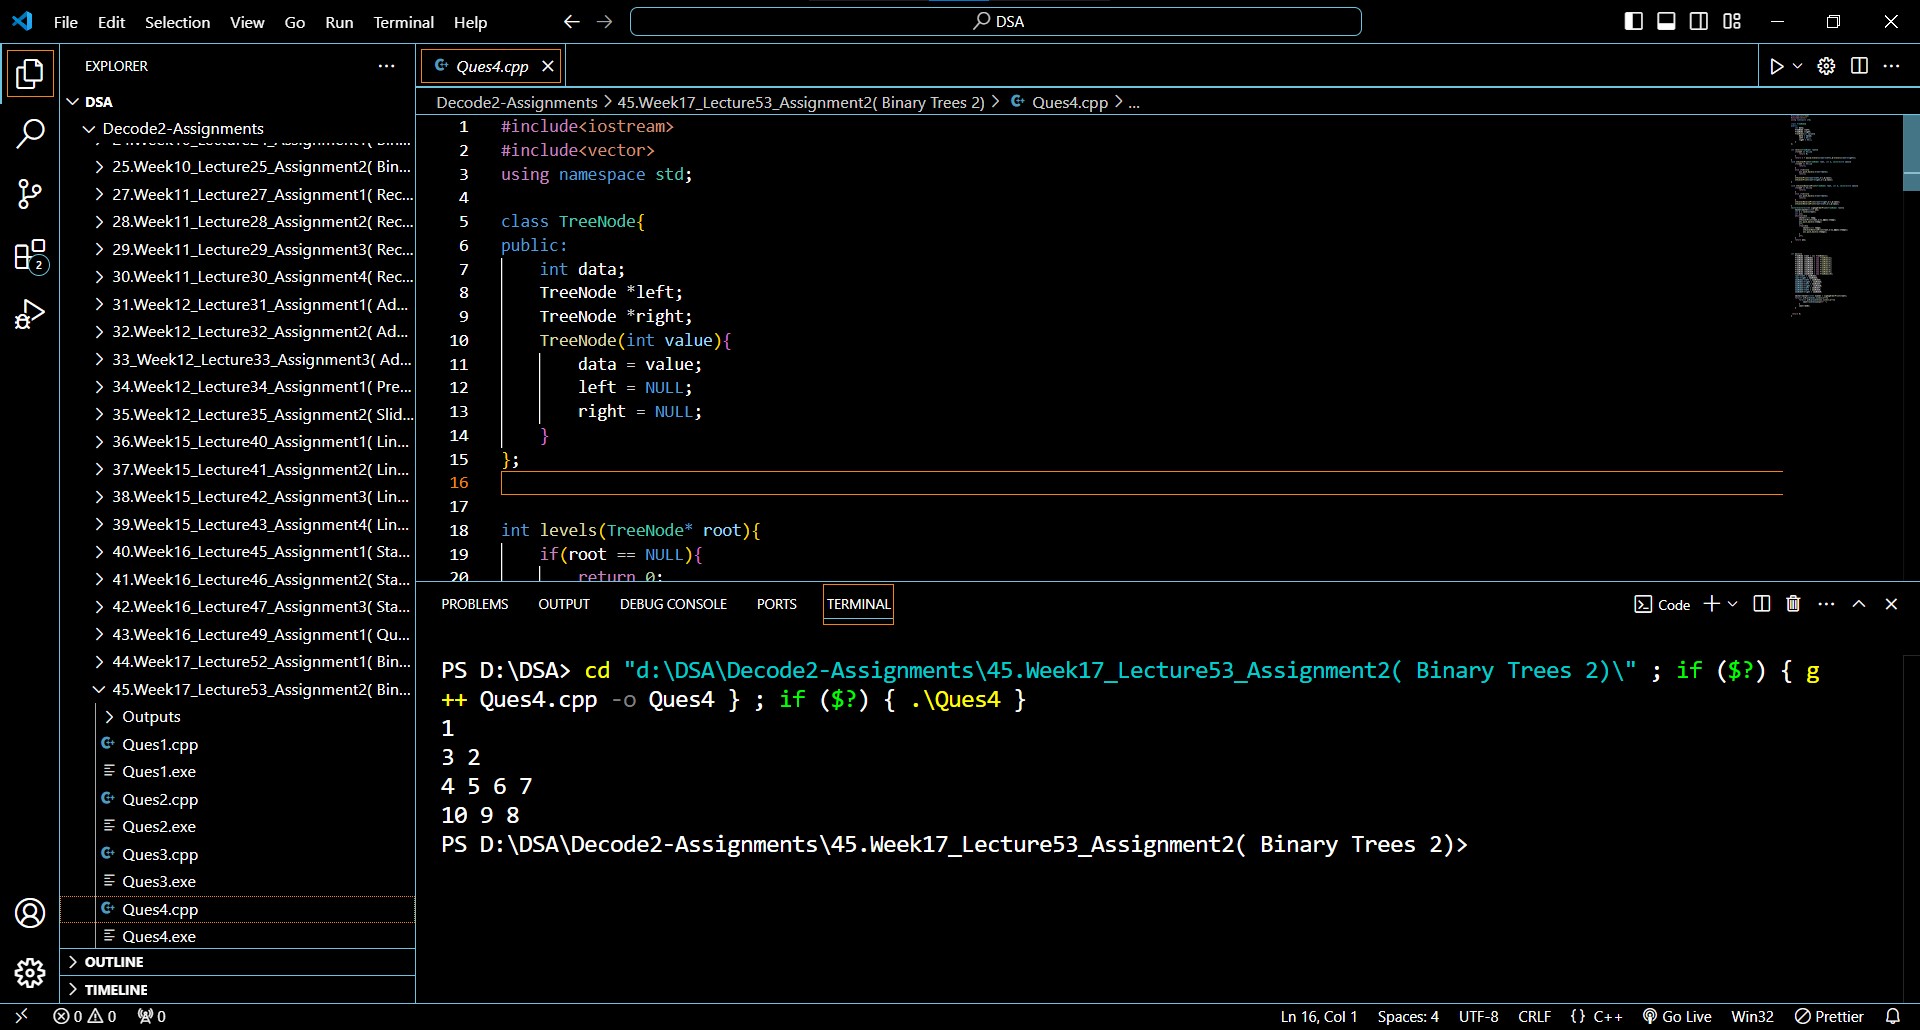 File Edit Selection View Go Run Terminal Help
DSA
EXPLORER
DSA
Decode2-Assignments
25.Week10_Lecture25_Assignment2( Bin...
27.Week11_Lecture27_Assignment1( Rec...
28.Week11_Lecture28_Assignment2( Rec...
29.Week11_Lecture29_Assignment3( Rec...
30.Week11_Lecture30_Assignment4( Rec...
31.Week12_Lecture31_Assignment1( Ad...
32.Week12_Lecture32_Assignment2( Ad...
33_Week12_Lecture33_Assignment3( Ad...
34.Week12_Lecture34_Assignment1( Pre...
35.Week12_Lecture35_Assignment2( Slid...
36.Week15_Lecture40_Assignment1( Lin...
37.Week15_Lecture41_Assignment2( Lin...
38.Week15_Lecture42_Assignment3( Lin...
39.Week15_Lecture43_Assignment4( Lin...
40.Week16_Lecture45_Assignment1( Sta...
41.Week16_Lecture46_Assignment2( Sta...
42.Week16_Lecture47_Assignment3( Sta...
43.Week16_Lecture49_Assignment1( Qu...
44.Week17_Lecture52_Assignment1( Bin...
45.Week17_Lecture53_Assignment2( Bin...
Outputs
Ques1.cpp
Ques1.exe
Ques2.cpp
Ques2.exe
Ques3.cpp
Ques3.exe
Ques4.cpp
Ques4.exe
OUTLINE
TIMELINE
2
Ques4.cpp
Decode2-Assignments > 45.Week17_Lecture53_Assignment2( Binary Trees 2) > Ques4.cpp > ...
1 #include<iostream>
2 #include<vector>
3 using namespace std;
4
5 class TreeNode{
6 public:
7 int data;
8 TreeNode *left;
9 TreeNode *right;
10 TreeNode(int value){
11 data = value;
12 left = NULL;
13 right = NULL;
14 }
15 };
16
17
18 int levels(TreeNode* root){
19 if(root == NULL){
20 return 0;
PROBLEMS OUTPUT DEBUG CONSOLE PORTS TERMINAL
Code
PS D:\DSA> cd "d:\DSA\Decode2-Assignments\45.Week17_Lecture53_Assignment2( Binary Trees 2)\" ; if ($?) { g
++ Ques4.cpp -o Ques4 } ; if ($?) { .\Ques4 }
1
3 2
4 5 6 7
10 9 8
PS D:\DSA\Decode2-Assignments\45.Week17_Lecture53_Assignment2( Binary Trees 2)>
0 0 0
Ln 16, Col 1 Spaces: 4 UTF-8 CRLF {} C++ Go Live Win32 Prettier